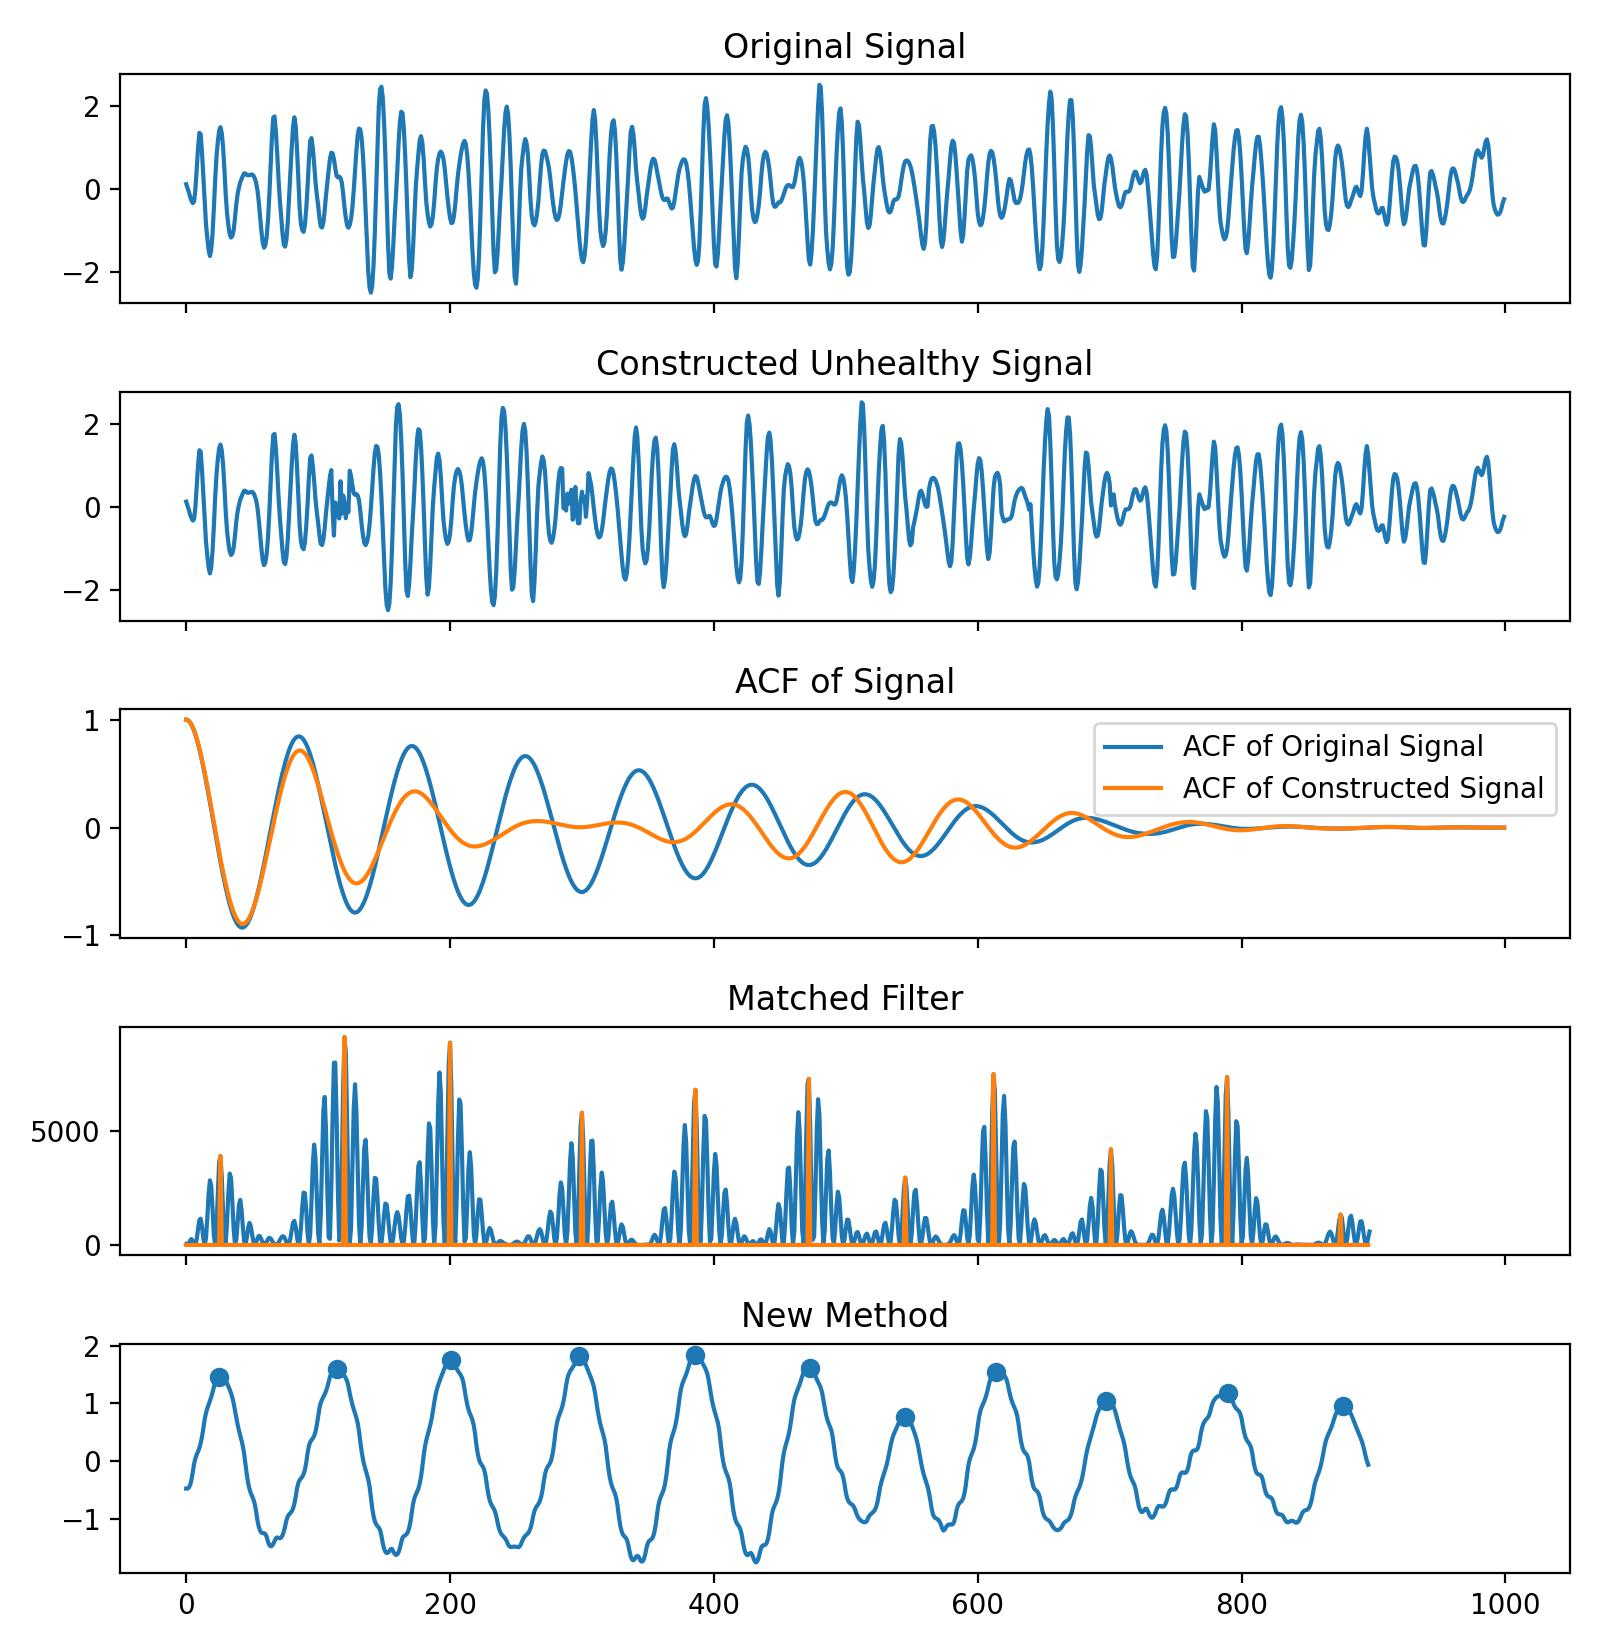 Original Signal
2
0
−2
Constructed Unhealthy Signal
2
0
−2
ACF of Signal
1
0
−1
ACF of Original Signal
ACF of Constructed Signal
Matched Filter
5000
0
New Method
2
1
0
−1
0 200 400 600 800 1000